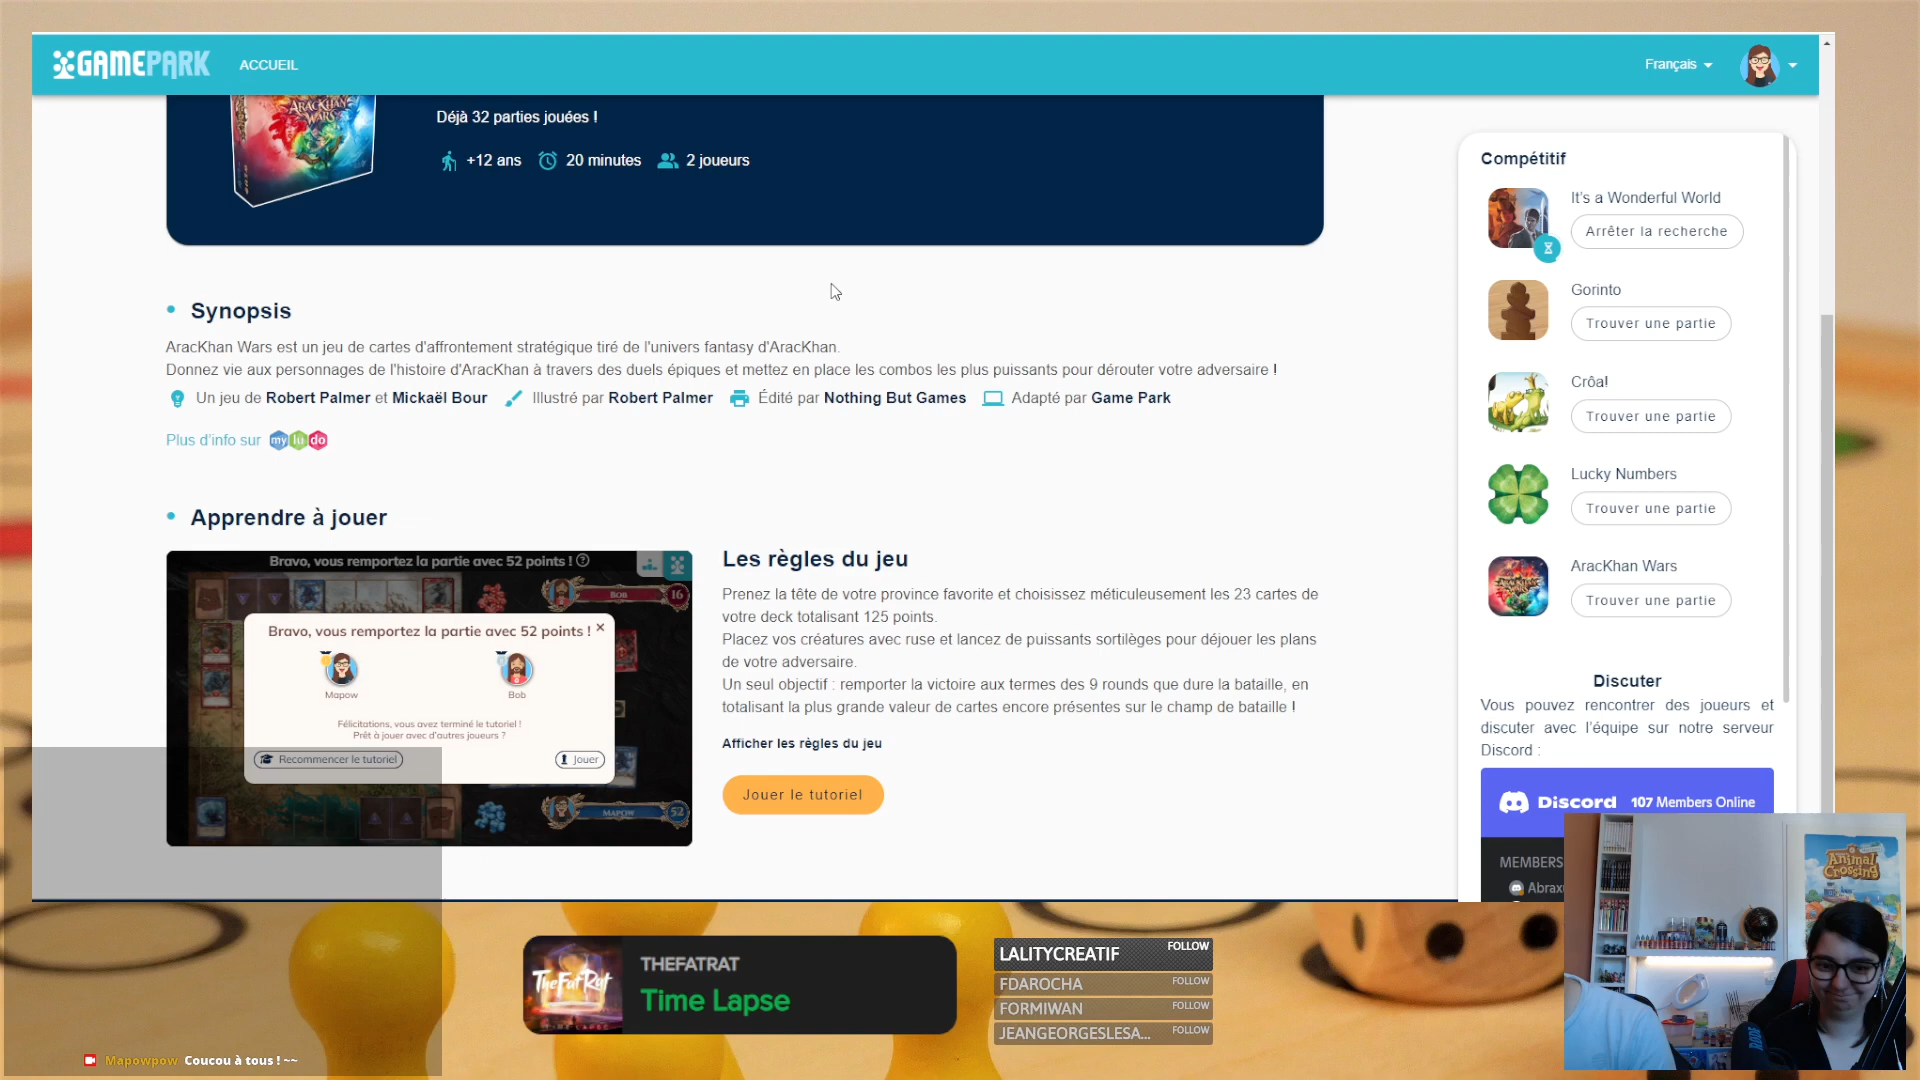 GAMEPARK
ACCUEIL
Français
ARACKHAN
WARS
Déjà 32 parties jouées !
+12 ans
20 minutes
2 joueurs
Synopsis
AracKhan Wars est un jeu de cartes d'affrontement stratégique tiré de l'univers fantasy d'AracKhan.
Donnez vie aux personnages de l'histoire d'AracKhan à travers des duels épiques et mettez en place les combos les plus puissants pour dérouter votre adversaire !
Un jeu de Robert Palmer et Mickaël Bour
Illustré par Robert Palmer
Édité par Nothing But Games
Adapté par Game Park
Plus d'info sur myludo
Apprendre à jouer
Bravo, vous remportez la partie avec 52 points !
BOB
16
Bravo, vous remportez la partie avec 52 points !
Mapow
Bob
Félicitations, vous avez terminé le tutoriel !
Prêt à jouer avec d'autres joueurs ?
Recommencer le tutoriel
Jouer
MAPOW
52
Les règles du jeu
Prenez la tête de votre province favorite et choisissez méticuleusement les 23 cartes de
votre deck totalisant 125 points.
Placez vos créatures avec ruse et lancez de puissants sortilèges pour déjouer les plans
de votre adversaire.
Un seul objectif : remporter la victoire aux termes des 9 rounds que dure la bataille, en
totalisant la plus grande valeur de cartes encore présentes sur le champ de bataille !
Afficher les règles du jeu
Jouer le tutoriel
Compétitif
It's a Wonderful World
Arrêter la recherche
Gorinto
Trouver une partie
Crôa!
Trouver une partie
Lucky Numbers
Trouver une partie
AracKhan Wars
Trouver une partie
Discuter
Vous pouvez rencontrer des joueurs et
discuter avec l'équipe sur notre serveur
Discord :
Discord
107 Members Online
MEMBERS
Abrax
Animal
Crossing
THEFATRAT
Time Lapse
TheFatRat
TIME LAPSE
LALITYCREATIF FOLLOW
FDAROCHA FOLLOW
FORMIWAN FOLLOW
JEANGEORGESLESA... FOLLOW
Mapowpow Coucou à tous ! ~~